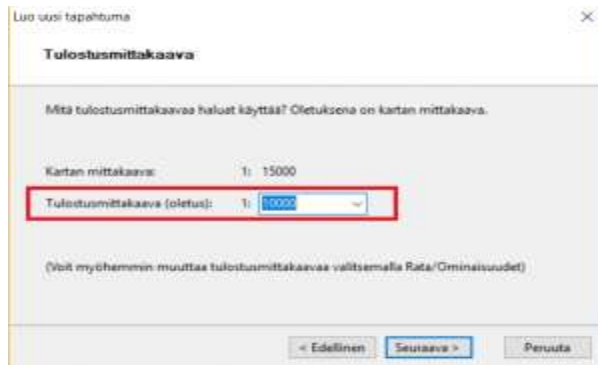 Luo uusi tapahtuma
Tulostusmittakaava
Mitä tulostusmittakaavaa haluat käyttää? Oletuksena on kartan mittakaava.
Kartan mittakaava: 1: 15000
Tulostusmittakaava (oletus): 1: 10000
(Voit myöhemmin muuttaa tulostusmittakaavaa valitsemalla Rata/Ominaisuudet)
< Edellinen Seuraava > Peruuta